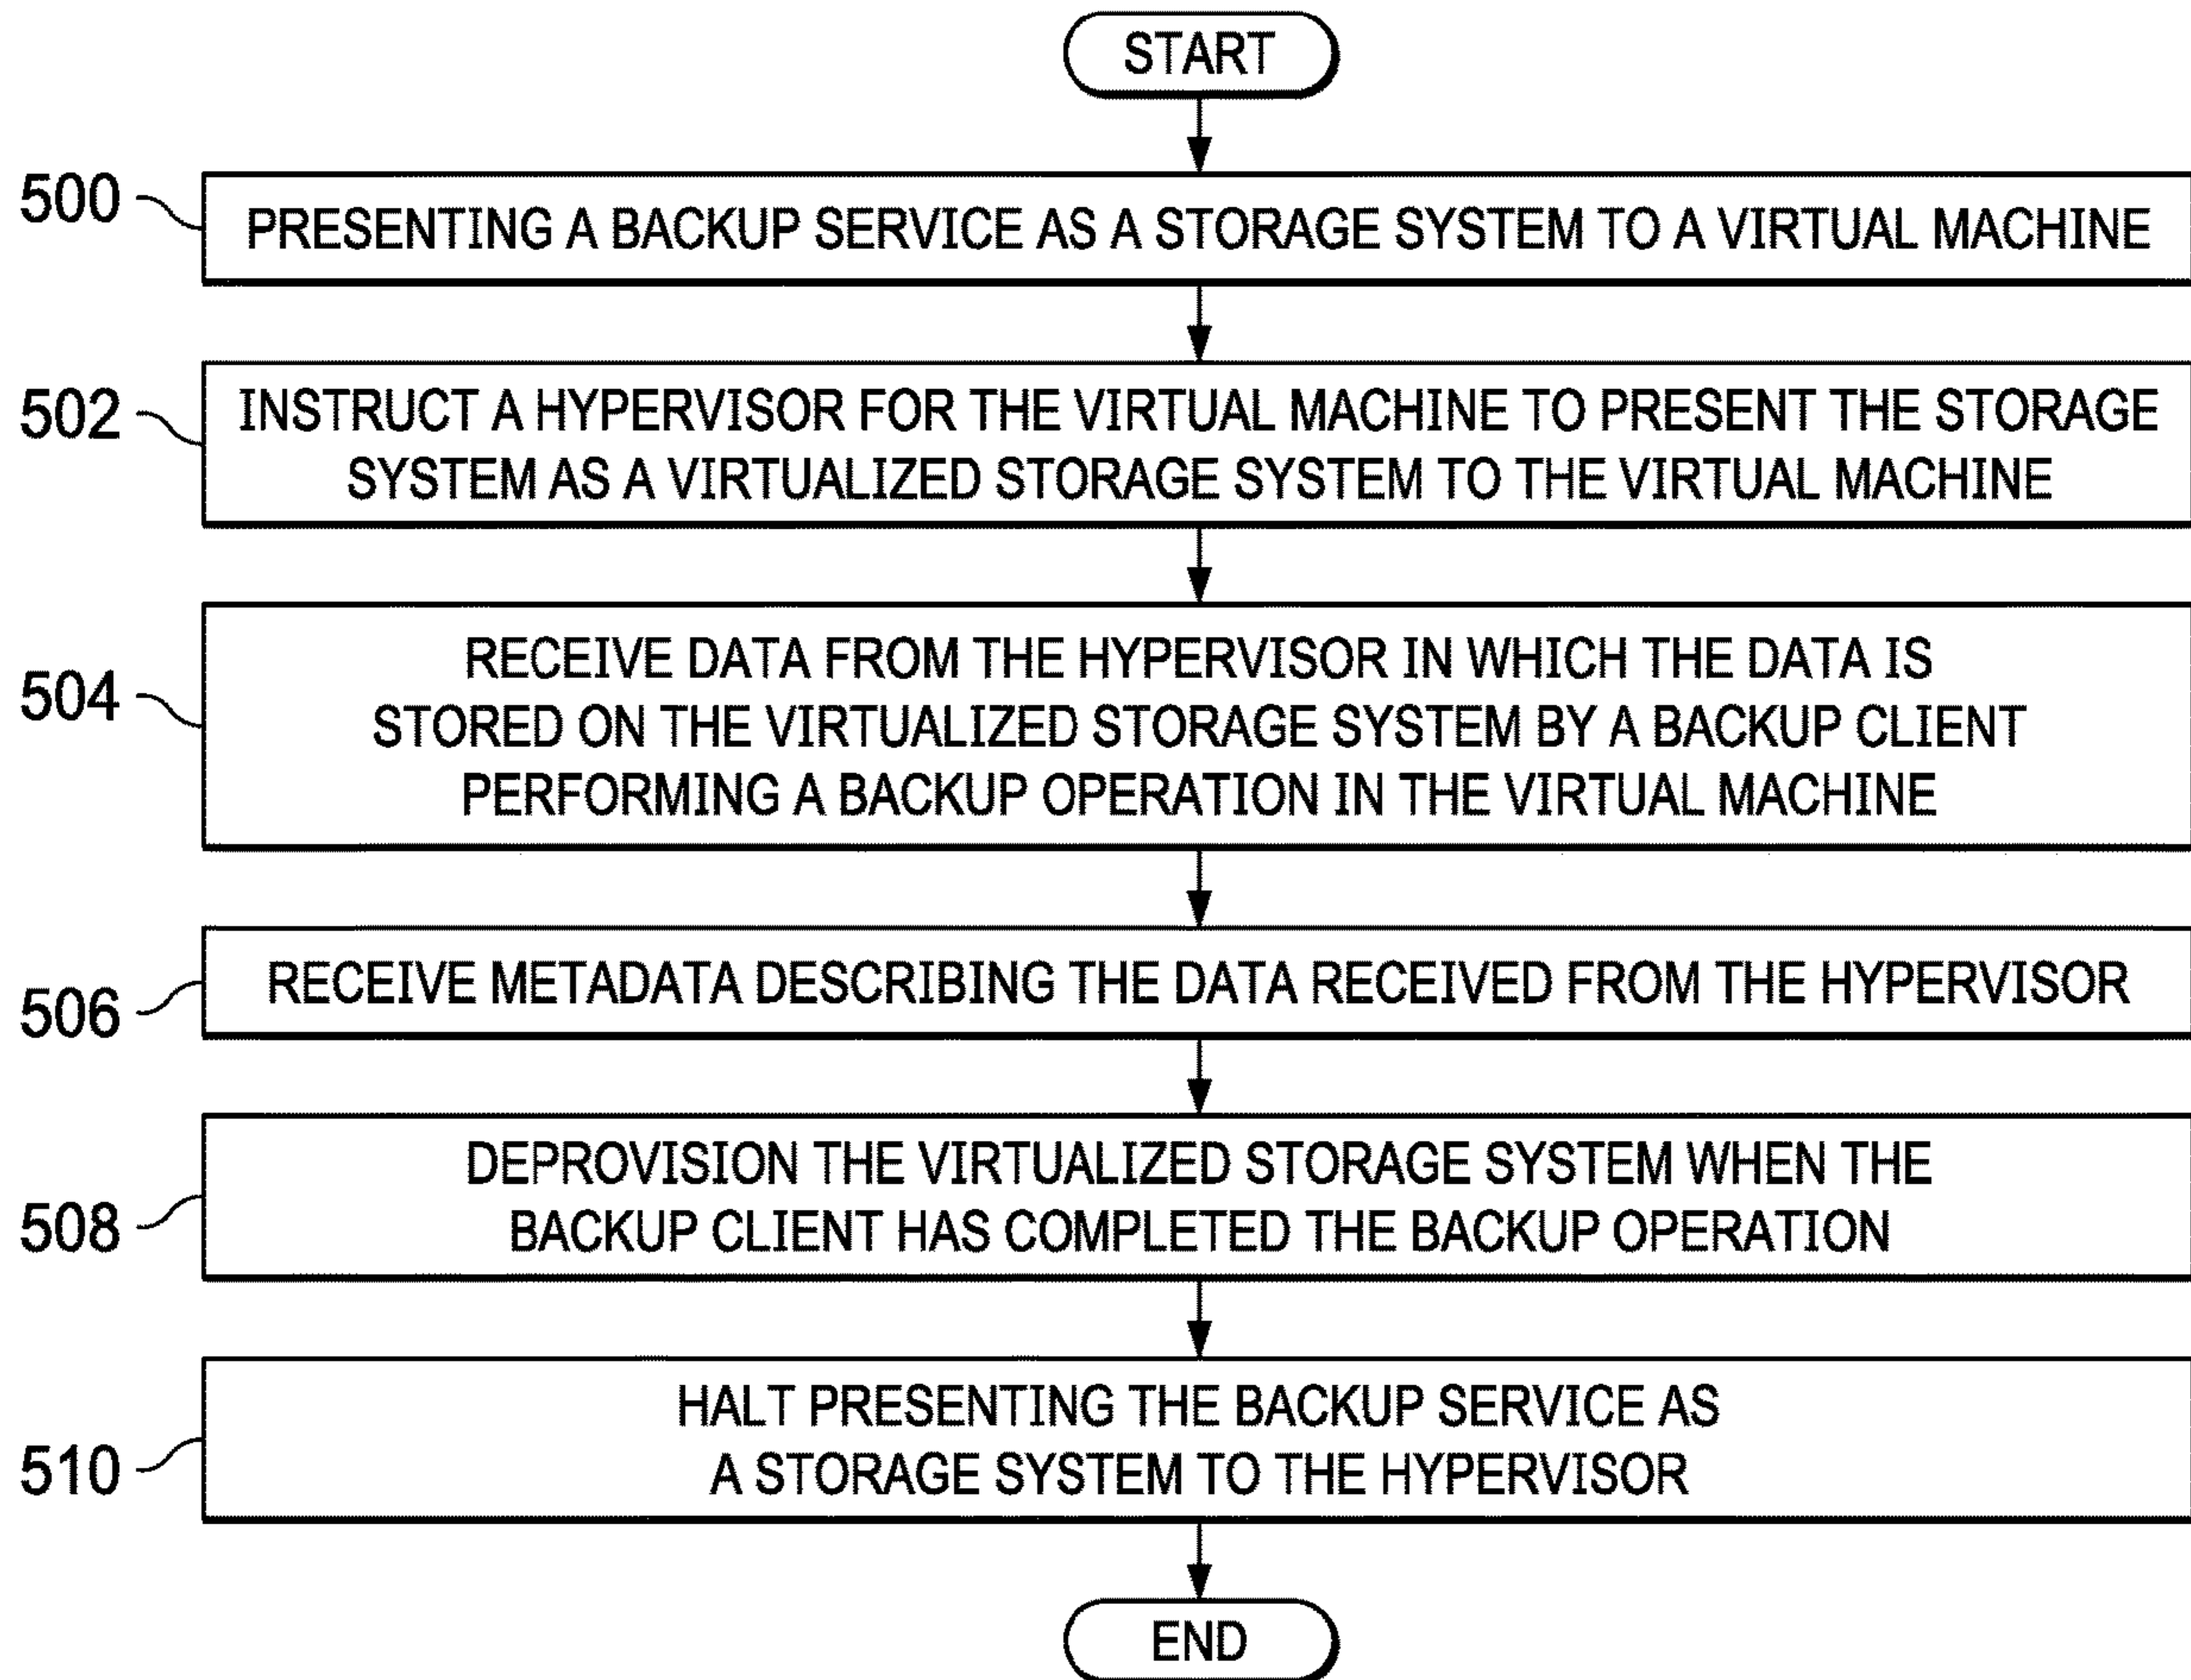 START
500
PRESENTING A BACKUP SERVICE AS A STORAGE SYSTEM TO A VIRTUAL MACHINE
502
INSTRUCT A HYPERVISOR FOR THE VIRTUAL MACHINE TO PRESENT THE STORAGE
SYSTEM AS A VIRTUALIZED STORAGE SYSTEM TO THE VIRTUAL MACHINE
504
RECEIVE DATA FROM THE HYPERVISOR IN WHICH THE DATA IS
STORED ON THE VIRTUALIZED STORAGE SYSTEM BY A BACKUP CLIENT
PERFORMING A BACKUP OPERATION IN THE VIRTUAL MACHINE
506
RECEIVE METADATA DESCRIBING THE DATA RECEIVED FROM THE HYPERVISOR
508
DEPROVISION THE VIRTUALIZED STORAGE SYSTEM WHEN THE
BACKUP CLIENT HAS COMPLETED THE BACKUP OPERATION
510
HALT PRESENTING THE BACKUP SERVICE AS
A STORAGE SYSTEM TO THE HYPERVISOR
END